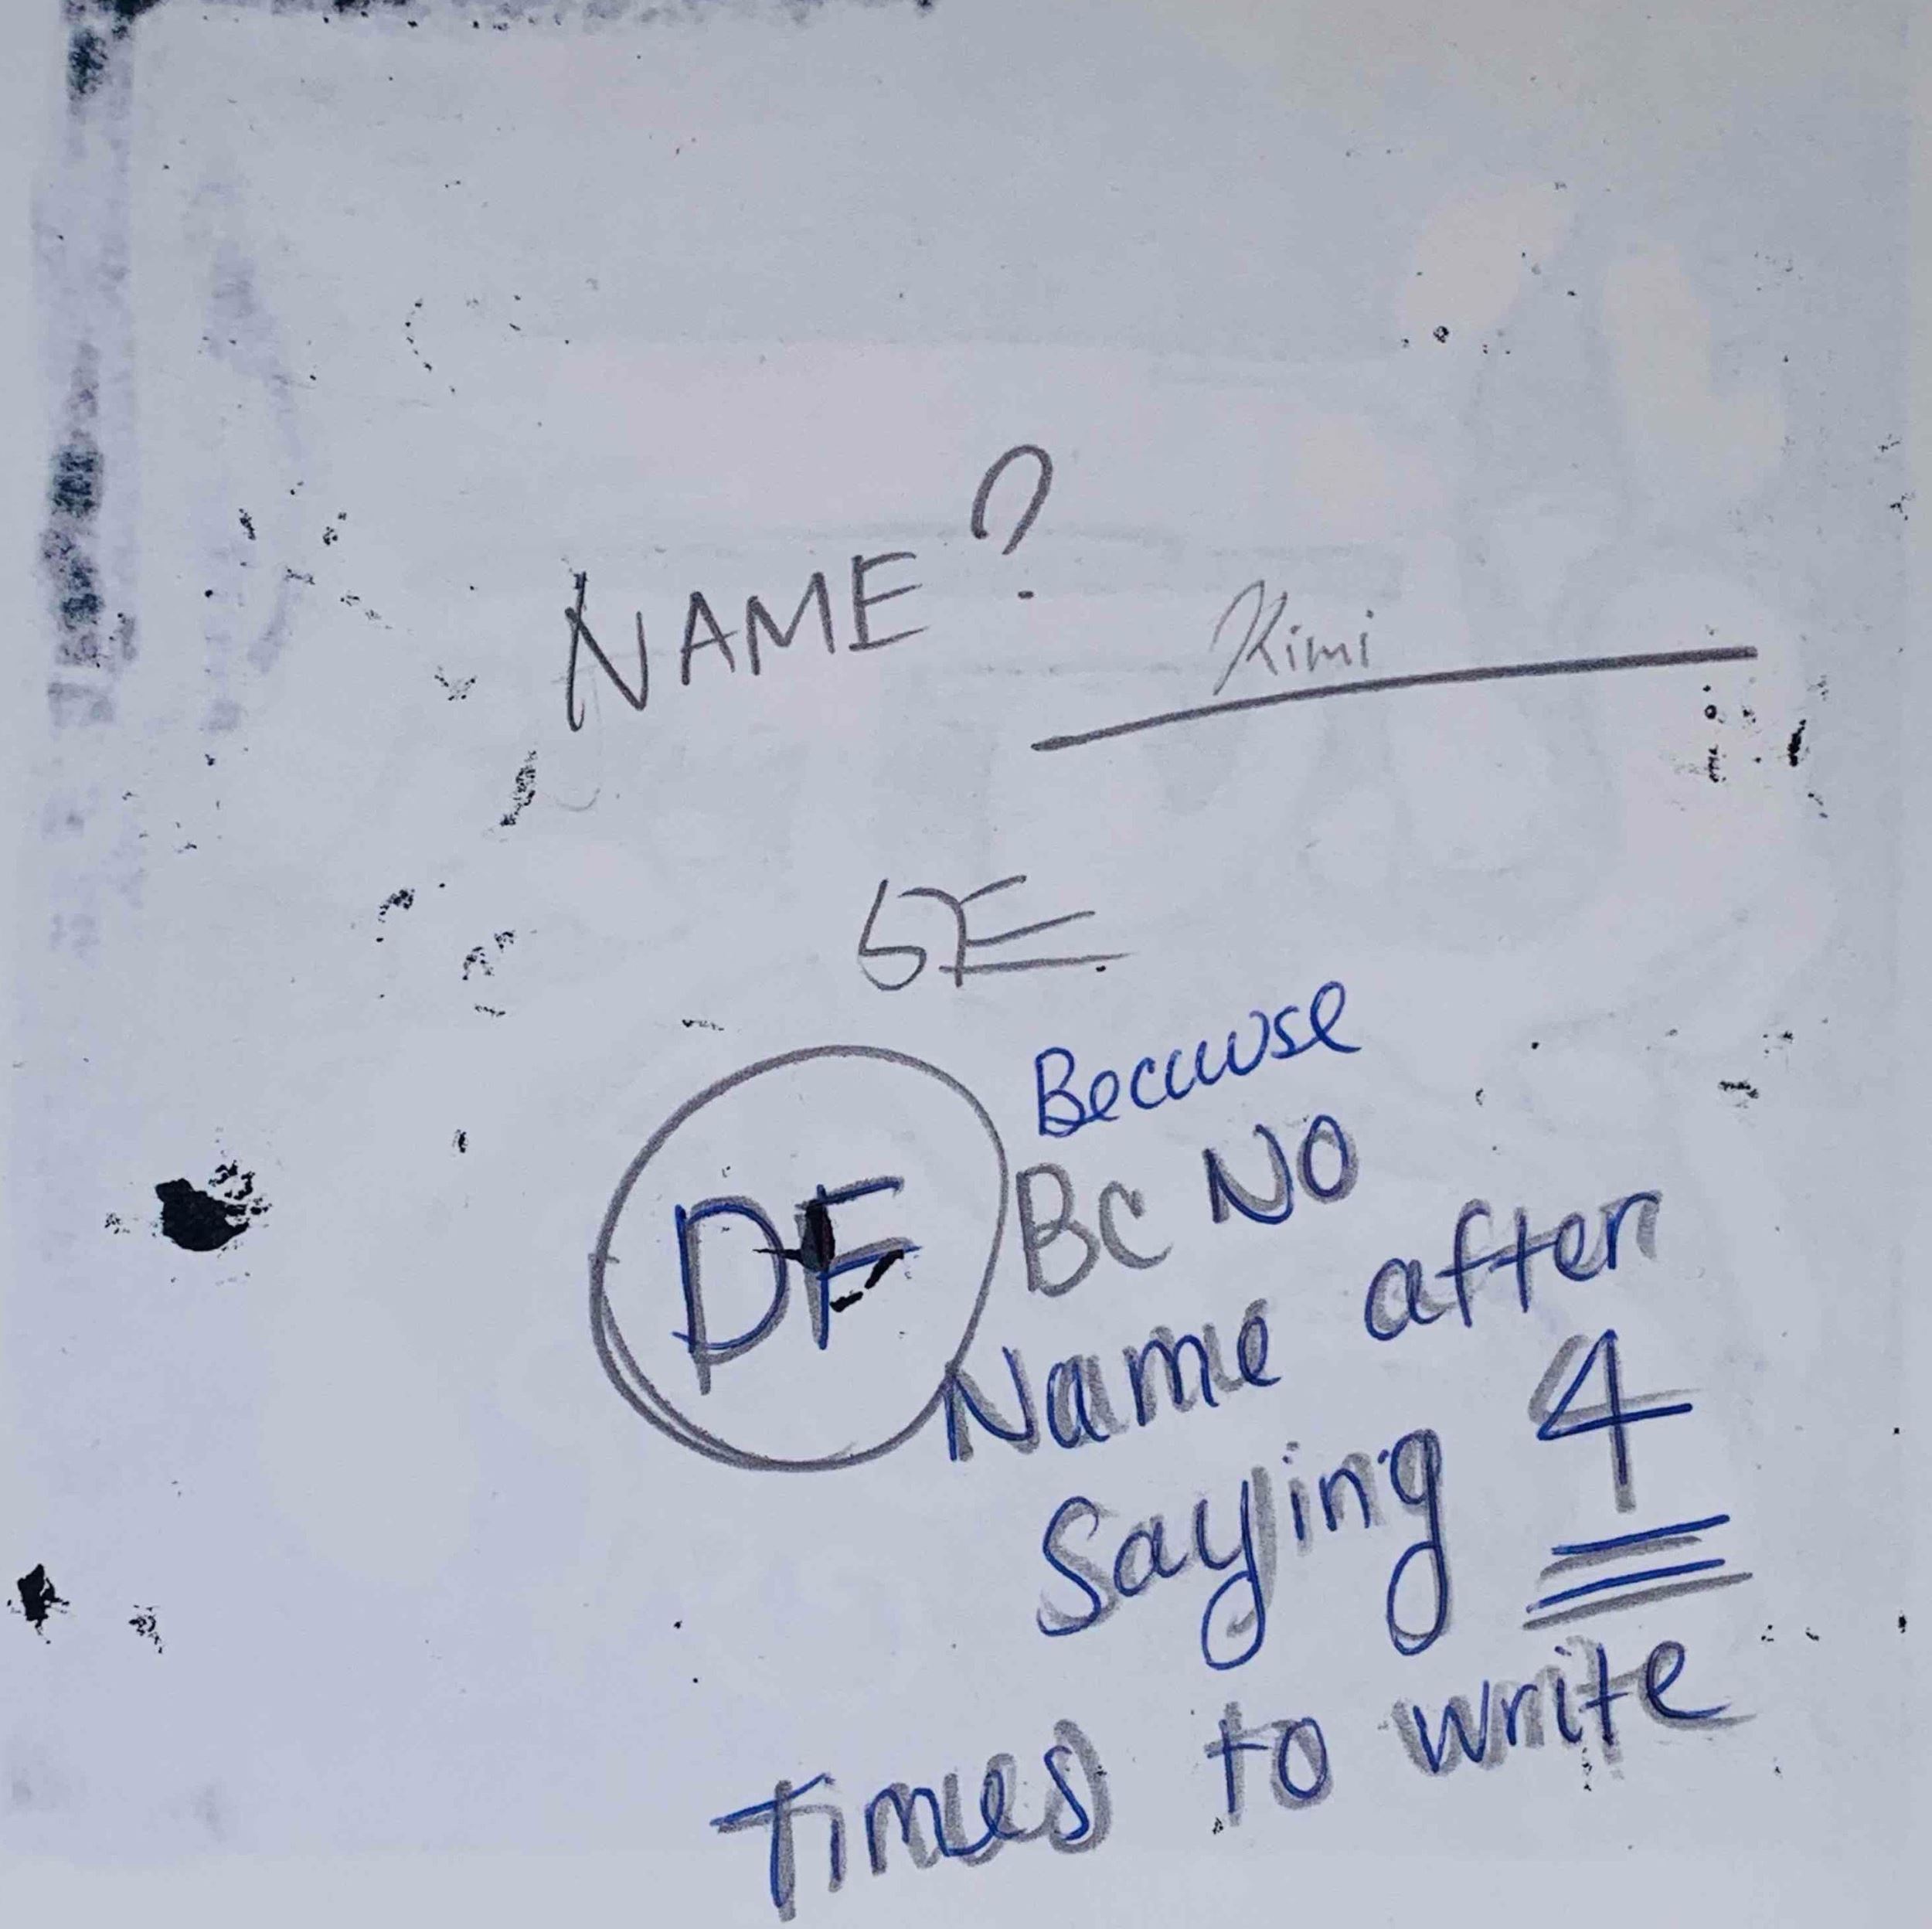 NAME ? Kimi
5E
Because
DF BC NO
Name after
Saying 4
Times to write